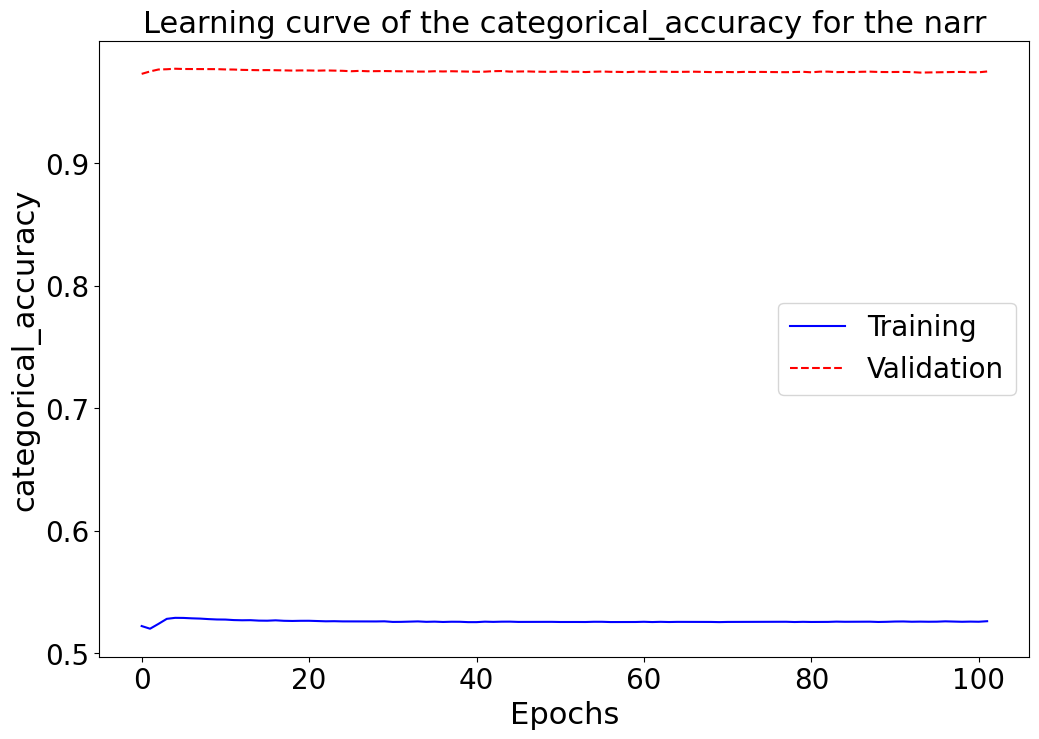 Learning curve of the categorical_accuracy for the narr
categorical_accuracy
0.9
0.8
0.7
0.6
0.5
Training
Validation
0 20 40 60 80 100
Epochs